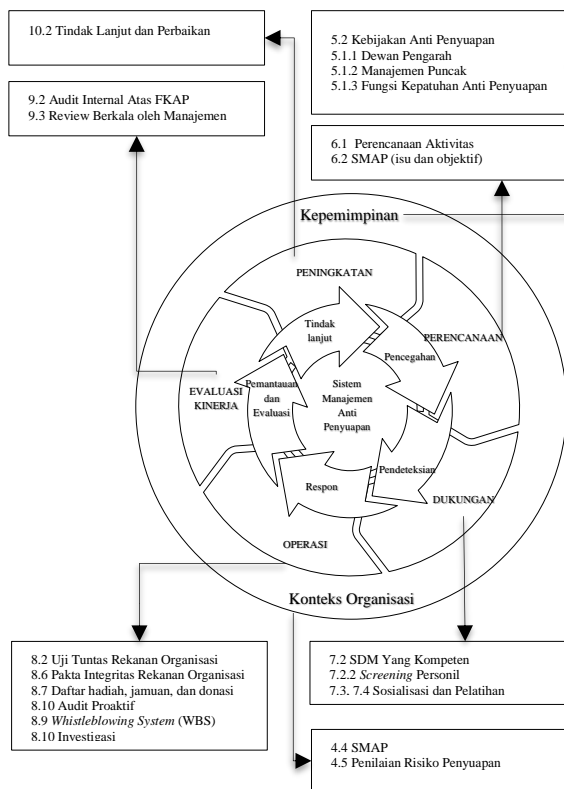 10.2 Tindak Lanjut dan Perbaikan
5.2 Kebijakan Anti Penyuapan
5.1.1 Dewan Pengarah
5.1.2 Manajemen Puncak
5.1.3 Fungsi Kepatuhan Anti Penyuapan
9.2 Audit Internal Atas FKAP
9.3 Review Berkala oleh Manajemen
6.1 Perencanaan Aktivitas
6.2 SMAP (isu dan objektif)
Kepemimpinan
PENINGKATAN
Tindak
lanjut
PERENCANAAN
Pencegahan
EVALUASI
KINERJA
Pemantauan
dan
Evaluasi
Sistem
Manajemen
Anti
Penyuapan
Pendeteksian
Respon
DUKUNGAN
OPERASI
Konteks Organisasi
8.2 Uji Tuntas Rekanan Organisasi
8.6 Pakta Integritas Rekanan Organisasi
8.7 Daftar hadiah, jamuan, dan donasi
8.10 Audit Proaktif
8.9 Whistleblowing System (WBS)
8.10 Investigasi
7.2 SDM Yang Kompeten
7.2.2 Screening Personil
7.3. 7.4 Sosialisasi dan Pelatihan
4.4 SMAP
4.5 Penilaian Risiko Penyuapan